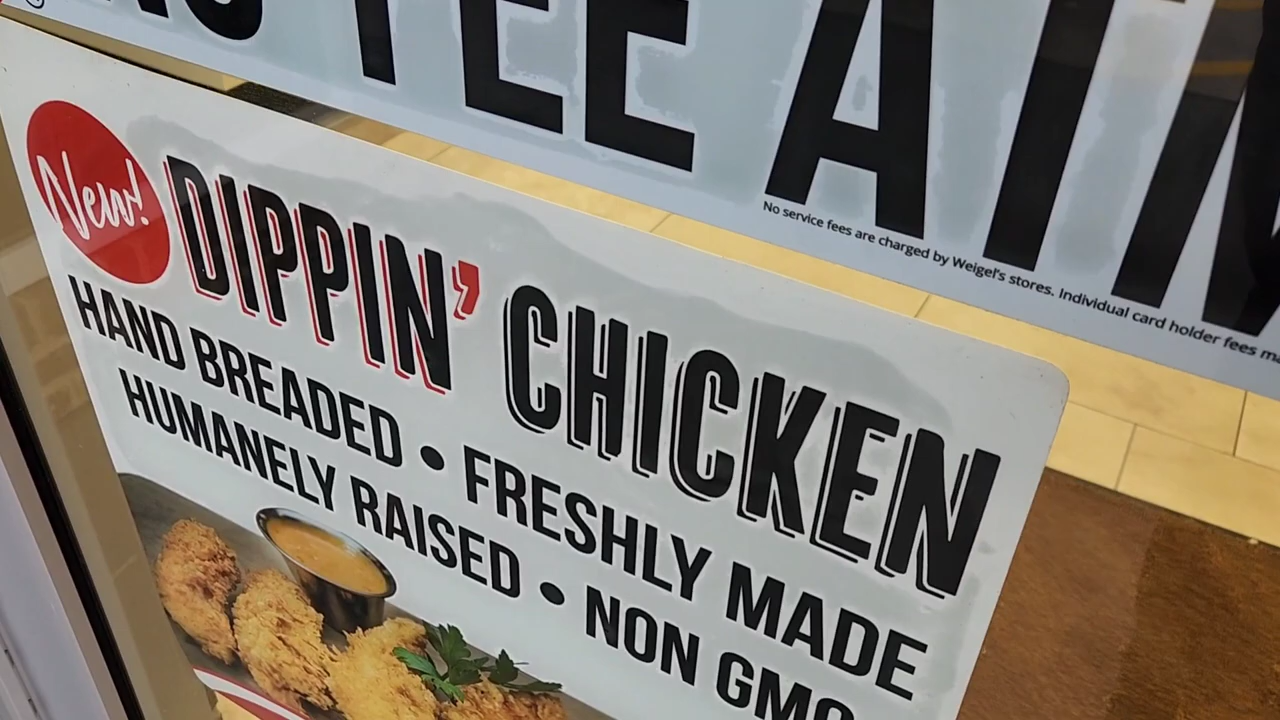 FEE ATM
No service fees are charged by Weigel's stores. Individual card holder fees
New!
DIPPIN' CHICKEN
HAND BREADED • FRESHLY MADE
HUMANELY RAISED • NON GMO